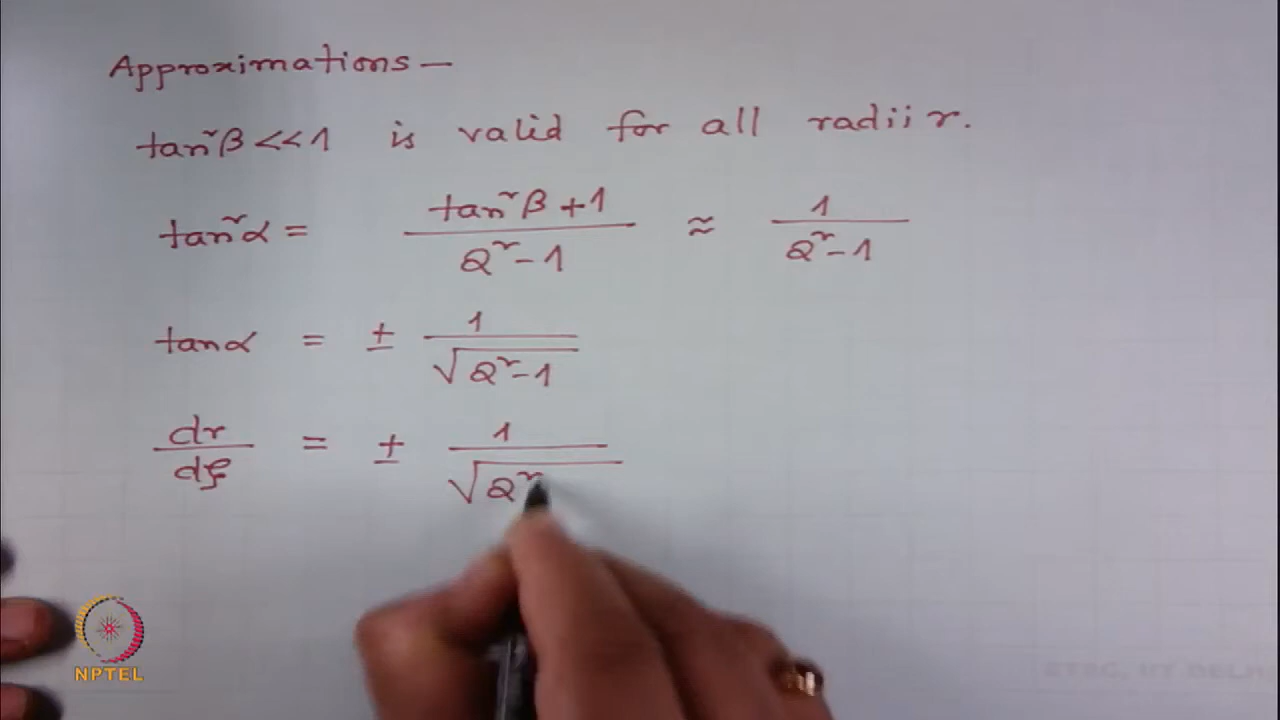 Approximations —
tan²β << 1 is valid for all radii r.
tan²α = (tan²β + 1) / (Q² - 1) ≈ 1 / (Q² - 1)
tanα = ± 1 / √(Q² - 1)
dr/dξ = ± 1 / √(Q²
NPTEL